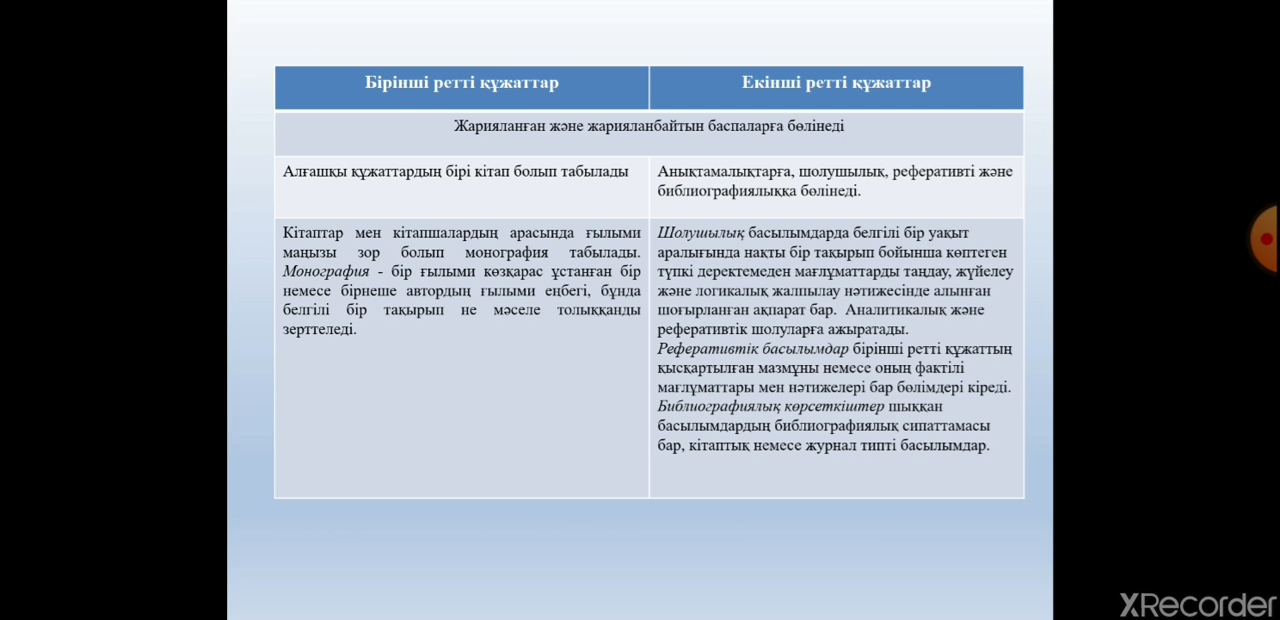 Бірінші ретті құжаттар
Екінші ретті құжаттар
Жарияланған және жарияланбайтын баспаларға бөлінеді
Алғашқы құжаттардың бірі кітап болып табылады
Анықтамалықтарға, шолушылық, реферативті және
библиографиялыққа бөлінеді.
Кітаптар мен кітапшалардың арасында ғылыми
маңызы зор болып монография табылады.
Монография - бір ғылыми көзқарас ұстанған бір
немесе бірнеше автордың ғылыми еңбегі, бұнда
белгілі бір тақырып не мәселе толыққанды
зерттеледі.
Шолушылық басылымдарда белгілі бір уақыт
аралығында нақты бір тақырып бойынша көптеген
түпкі деректемеден мағлұматтарды таңдау, жүйелеу
және логикалық жалпылау нәтижесінде алынған
шоғырланған ақпарат бар. Аналитикалық және
реферативтік шолуларға ажыратады.
Реферативтік басылымдар бірінші ретті құжаттың
қысқартылған мазмұны немесе оның фактілі
мағлұматтары мен нәтижелері бар бөлімдері кіреді.
Библиографиялық көрсеткіштер шыққан
басылымдардың библиографиялық сипаттамасы
бар, кітаптық немесе журнал типті басылымдар.
XRecorder